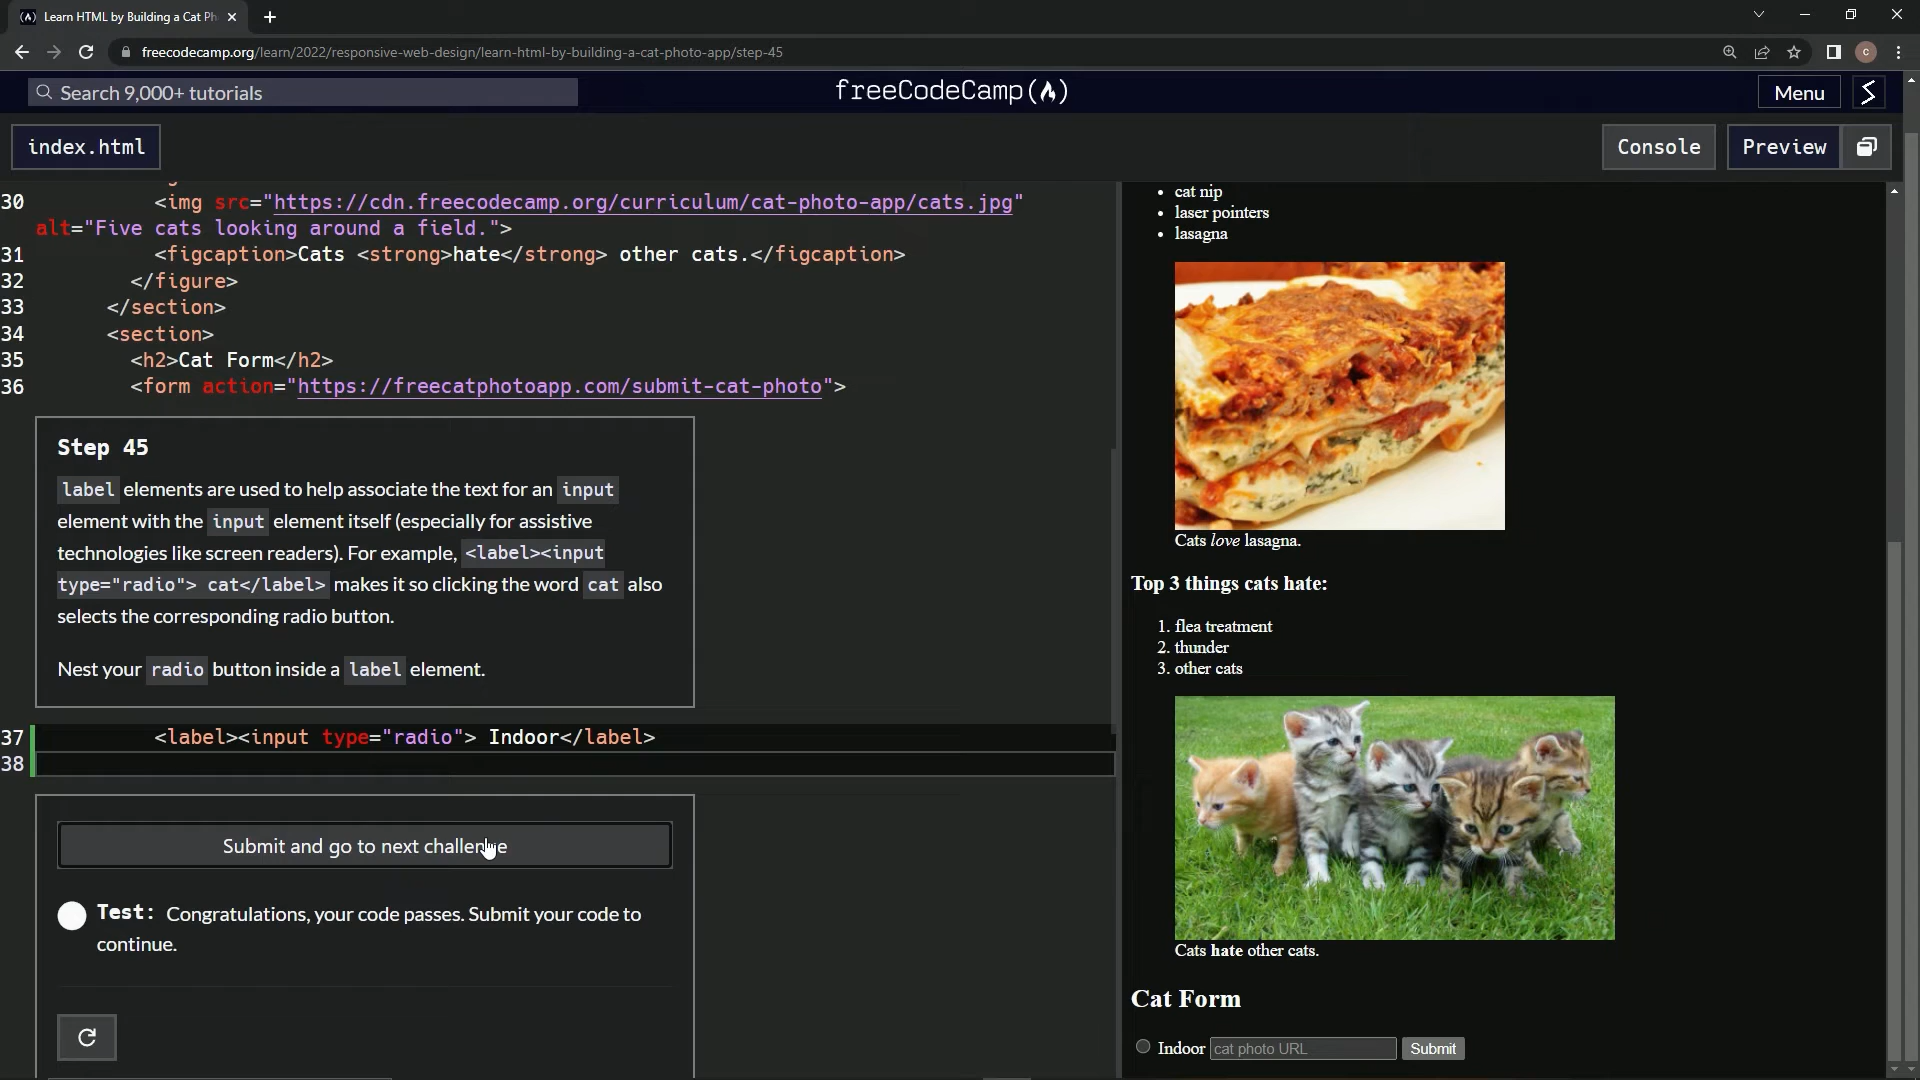 Learn HTML by Building a Cat Ph
freecodecamp.org/learn/2022/responsive-web-design/learn-html-by-building-a-cat-photo-app/step-45
C
Search 9,000+ tutorials
freeCodeCamp
Menu
index.html
Console
Preview
30 <img src="https://cdn.freecodecamp.org/curriculum/cat-photo-app/cats.jpg"
alt="Five cats looking around a field.">
31 <figcaption>Cats <strong>hate</strong> other cats.</figcaption>
32 </figure>
33 </section>
34 <section>
35 <h2>Cat Form</h2>
36 <form action="https://freecatphotoapp.com/submit-cat-photo">
Step 45
label elements are used to help associate the text for an input
element with the input element itself (especially for assistive
technologies like screen readers). For example, <label><input
type="radio"> cat</label> makes it so clicking the word cat also
selects the corresponding radio button.
Nest your radio button inside a label element.
37 <label><input type="radio"> Indoor</label>
38
Submit and go to next challenge
Test: Congratulations, your code passes. Submit your code to
continue.
• cat nip
• laser pointers
• lasagna
Cats love lasagna.
Top 3 things cats hate:
1. flea treatment
2. thunder
3. other cats
Cats hate other cats.
Cat Form
Indoor cat photo URL Submit